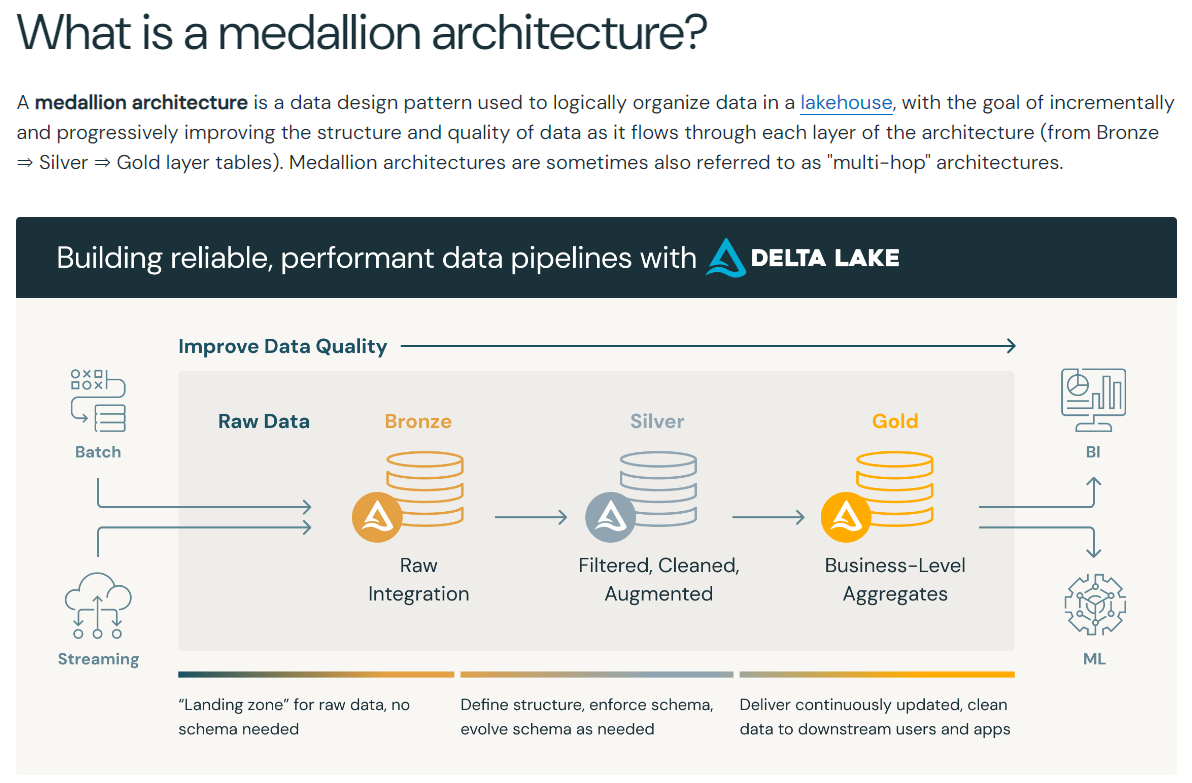 What is a medallion architecture?
A medallion architecture is a data design pattern used to logically organize data in a lakehouse, with the goal of incrementally
and progressively improving the structure and quality of data as it flows through each layer of the architecture (from Bronze
⇒ Silver ⇒ Gold layer tables). Medallion architectures are sometimes also referred to as "multi-hop" architectures.
Building reliable, performant data pipelines with DELTA LAKE
Improve Data Quality
Batch
Streaming
Raw Data
Bronze
Silver
Gold
Raw
Integration
Filtered, Cleaned,
Augmented
Business-Level
Aggregates
BI
ML
“Landing zone” for raw data, no
schema needed
Define structure, enforce schema,
evolve schema as needed
Deliver continuously updated, clean
data to downstream users and apps